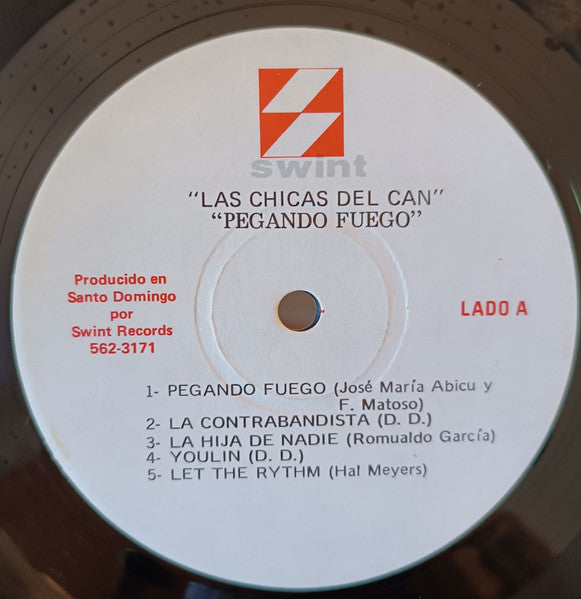 swint
"LAS CHICAS DEL CAN"
"PEGANDO FUEGO"
Producido en
Santo Domingo
por
Swint Records
562-3171
LADO A
1- PEGANDO FUEGO (José María Abicu y
F. Matoso)
2- LA CONTRABANDISTA (D. D.)
3- LA HIJA DE NADIE (Romualdo García)
4- YOULIN (D. D.)
5- LET THE RYTHM (Hal Meyers)